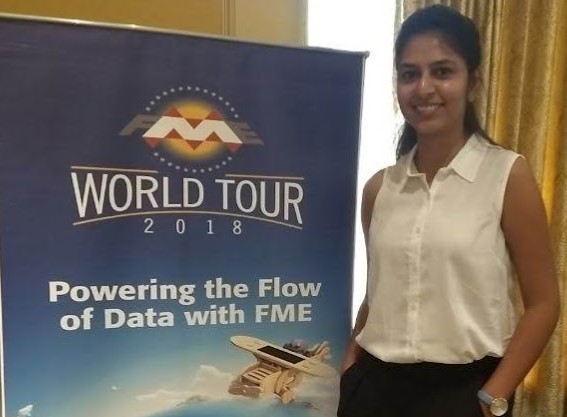 FME
WORLD TOUR
2018
Powering the Flow
of Data with FME